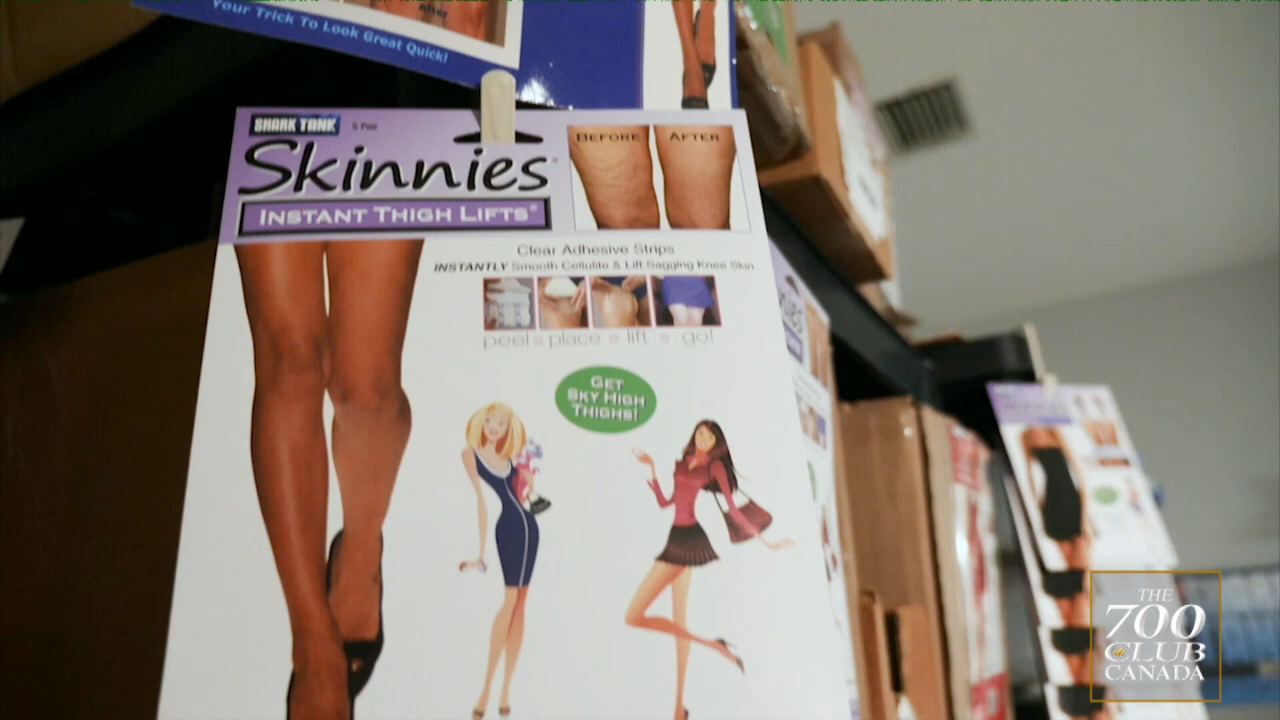 After
Your Trick To Look Great Quick!
SHARK TANK
5 Pair
Skinnies
INSTANT THIGH LIFTS®
BEFORE
AFTER
Clear Adhesive Strips
INSTANTLY Smooth Cellulite & Lift Sagging Knee Skin
peel place lift go!
GET
SKY HIGH
THIGHS!
THE
700
CLUB
CANADA